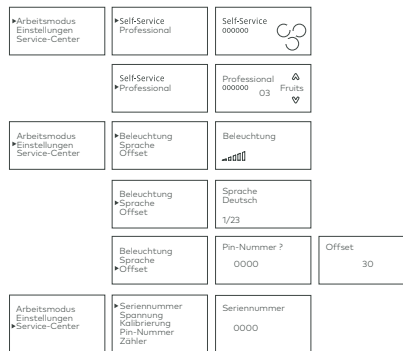 ▸Arbeitsmodus
Einstellungen
Service-Center
▸Self-Service
Professional
Self-Service
000000
Self-Service
▸Professional
Professional
000000 03 Fruits
Arbeitsmodus
▸Einstellungen
Service-Center
▸Beleuchtung
Sprache
Offset
Beleuchtung
Beleuchtung
▸Sprache
Offset
Sprache
Deutsch
1/23
Beleuchtung
Sprache
▸Offset
Pin-Nummer ?
0000
Offset
30
Arbeitsmodus
Einstellungen
▸Service-Center
▸Seriennummer
Spannung
Kalibrierung
Pin-Nummer
Zähler
Seriennummer
0000